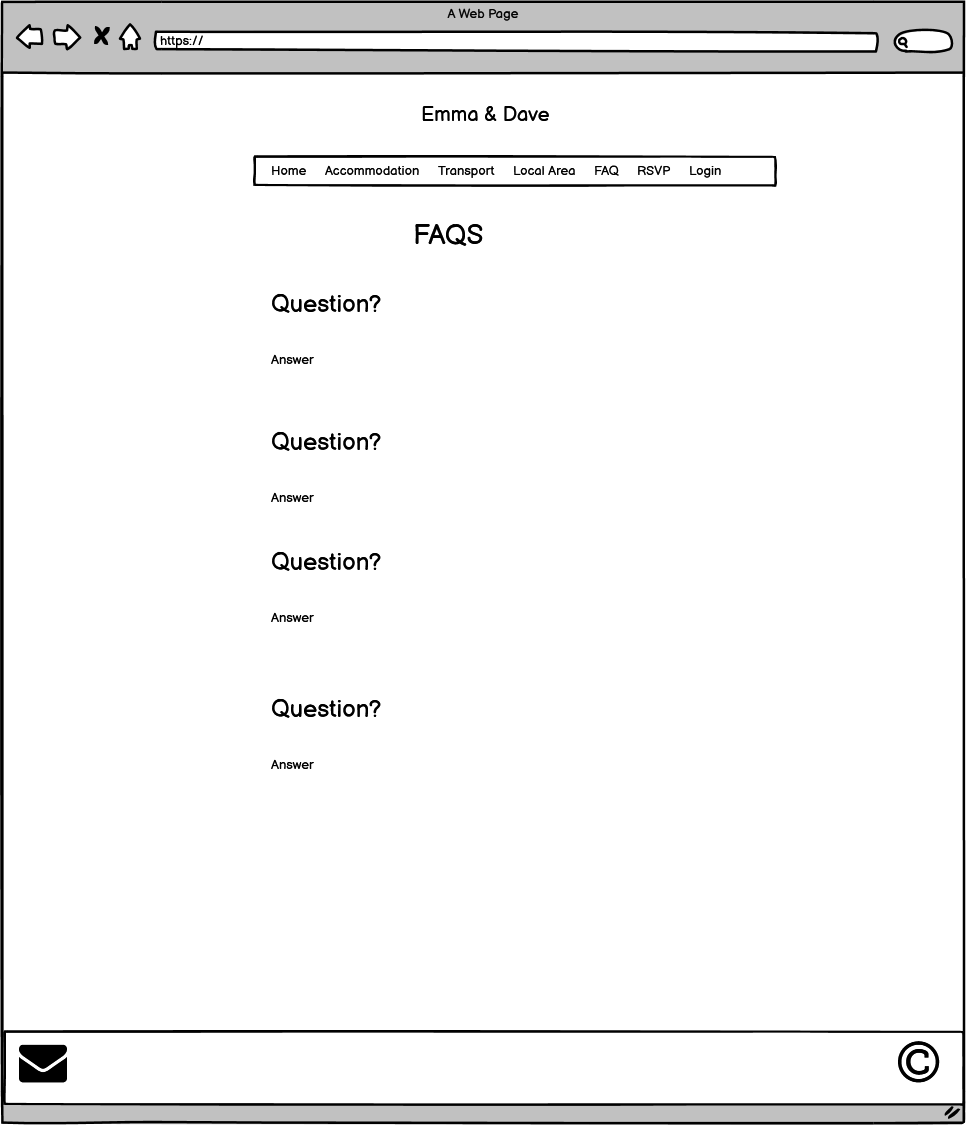 A Web Page
https://
Emma & Dave
Home Accommodation Transport Local Area FAQ RSVP Login
FAQS
Question?
Answer
Question?
Answer
Question?
Answer
Question?
Answer
©